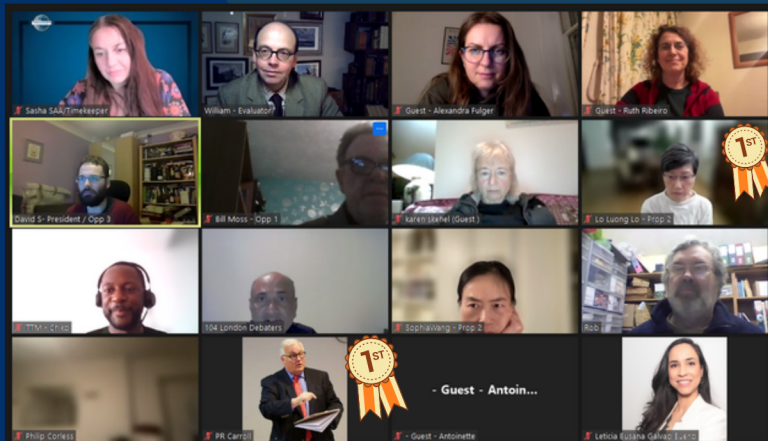 Sasha SAA/Timekeeper
William - Evaluator
Guest - Alexandra Fulger
Guest - Ruth Ribeiro
David S- President / Opp 3
Bill Moss - Opp 1
karen skehel (Guest)
1ST
Lo Luong Lo - Prop 2
TTM - Chiko
104 London Debaters
SophiaWang - Prop 2
Rob
Philip Corless
PR Carroll
1ST
- Guest - Antoin...
- Guest - Antoinette
Leticia Eusana Galvao